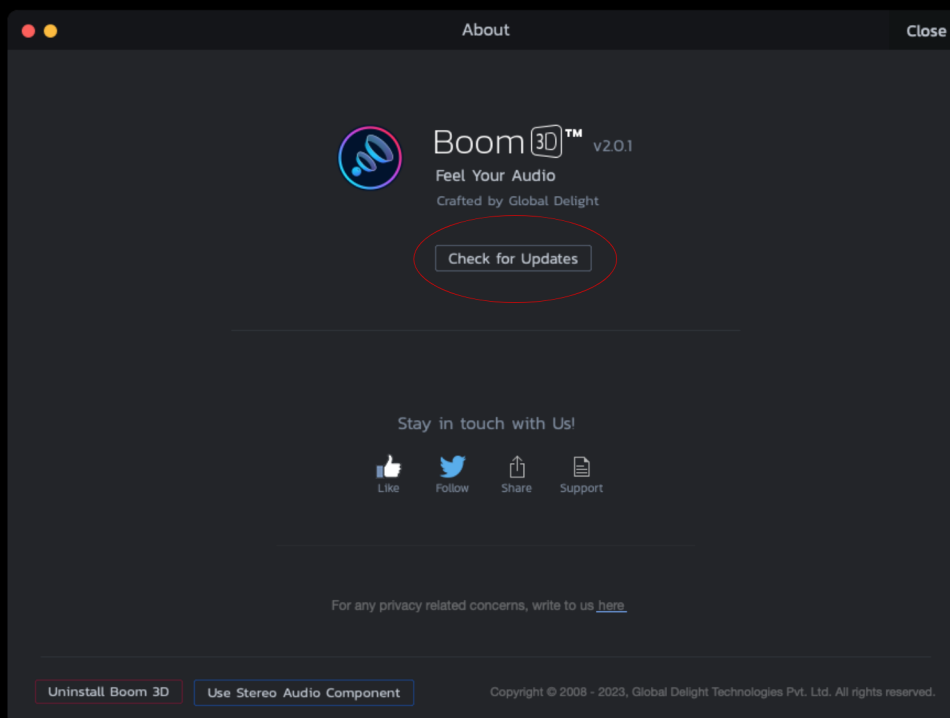 About
Close
Boom 3D™ v2.0.1
Feel Your Audio
Crafted by Global Delight
Check for Updates
Stay in touch with Us!
Like Follow Share Support
For any privacy related concerns, write to us here
Uninstall Boom 3D
Use Stereo Audio Component
Copyright © 2008 - 2023, Global Delight Technologies Pvt. Ltd. All rights reserved.